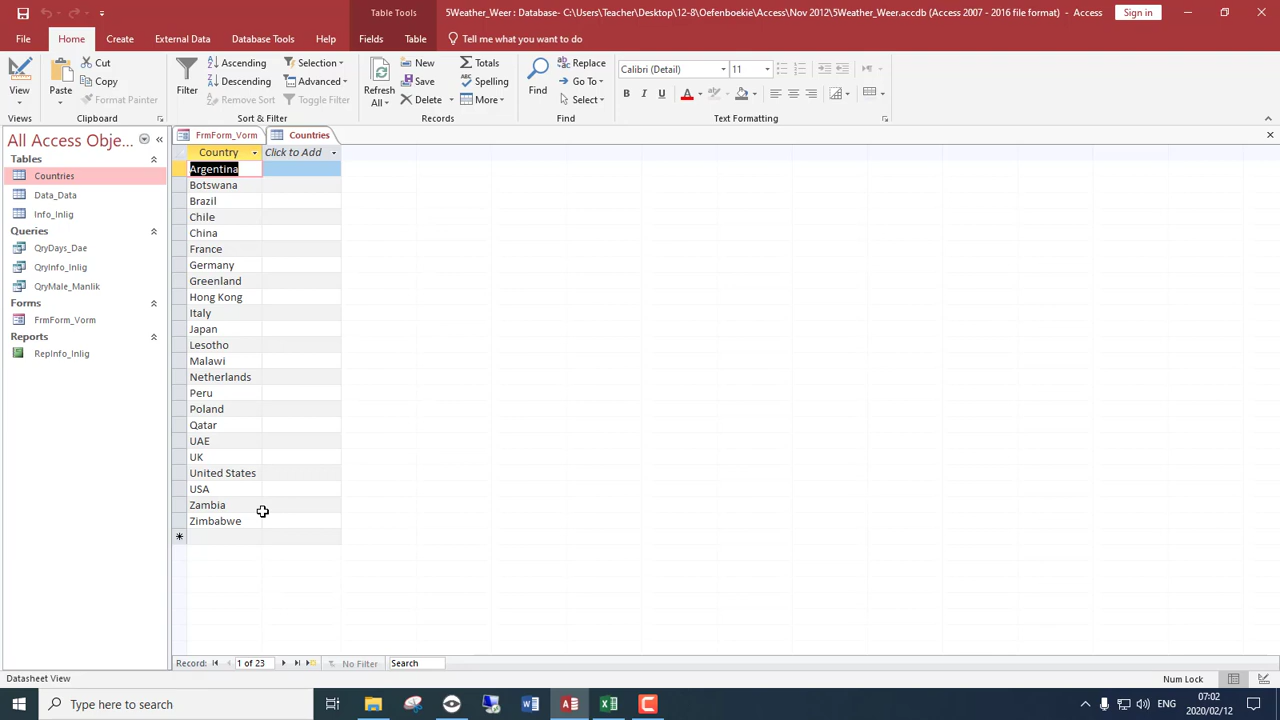 Table Tools
5Weather_Weer : Database- C:\Users\Teacher\Desktop\12-8\Oefenboekie\Access\Nov 2012\5Weather_Weer.accdb (Access 2007 - 2016 file format) - Access
Sign in
File
Home
Create
External Data
Database Tools
Help
Fields
Table
Tell me what you want to do
View
Views
Paste
Cut
Copy
Format Painter
Clipboard
Filter
Ascending
Descending
Remove Sort
Selection
Advanced
Toggle Filter
Sort & Filter
Refresh
All
New
Save
Delete
Totals
Spelling
More
Records
Find
Replace
Go To
Select
Find
Calibri (Detail)
11
B I U A
Text Formatting
All Access Obje...
Tables
Countries
Data_Data
Info_Inlig
Queries
QryDays_Dae
QryInfo_Inlig
QryMale_Manlik
Forms
FrmForm_Vorm
Reports
RepInfo_Inlig
FrmForm_Vorm
Countries
Country
Click to Add
Argentina
Botswana
Brazil
Chile
China
France
Germany
Greenland
Hong Kong
Italy
Japan
Lesotho
Malawi
Netherlands
Peru
Poland
Qatar
UAE
UK
United States
USA
Zambia
Zimbabwe
Record:
1 of 23
No Filter
Search
Datasheet View
Num Lock
Type here to search
ENG
07:02
2020/02/12